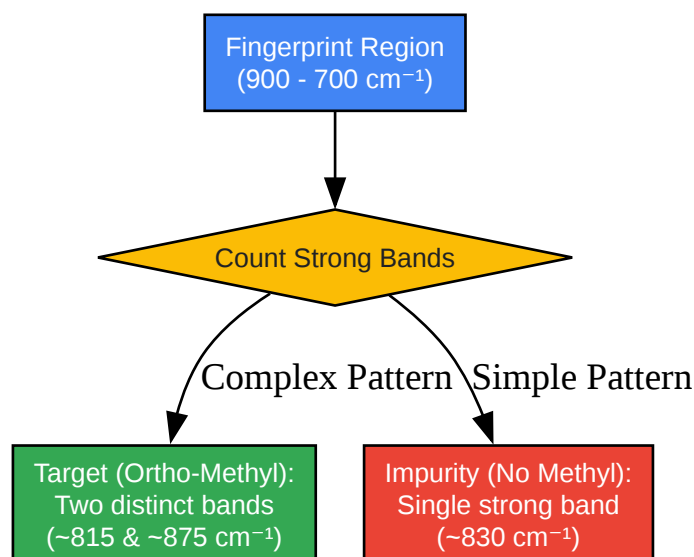 Fingerprint Region
(900 - 700 cm⁻¹)
Count Strong Bands
Complex Pattern
Simple Pattern
Target (Ortho-Methyl):
Two distinct bands
(~815 & ~875 cm⁻¹)
Impurity (No Methyl):
Single strong band
(~830 cm⁻¹)